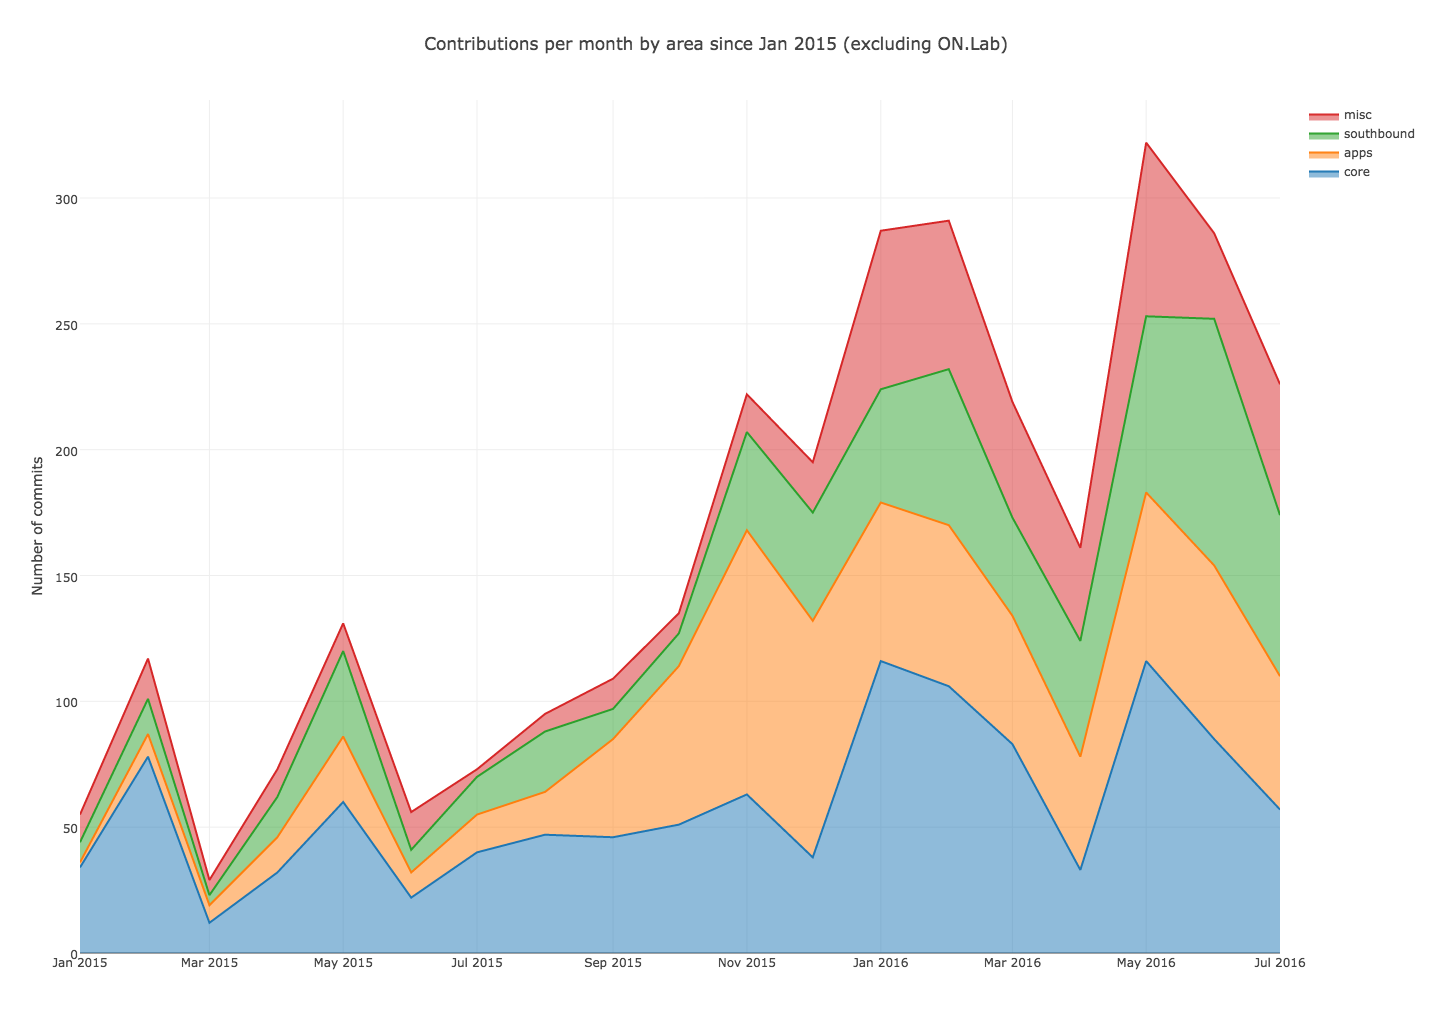 Contributions per month by area since Jan 2015 (excluding ON.Lab)
misc
southbound
apps
core
Number of commits
300
250
200
150
100
50
0
Jan 2015
Mar 2015
May 2015
Jul 2015
Sep 2015
Nov 2015
Jan 2016
Mar 2016
May 2016
Jul 2016